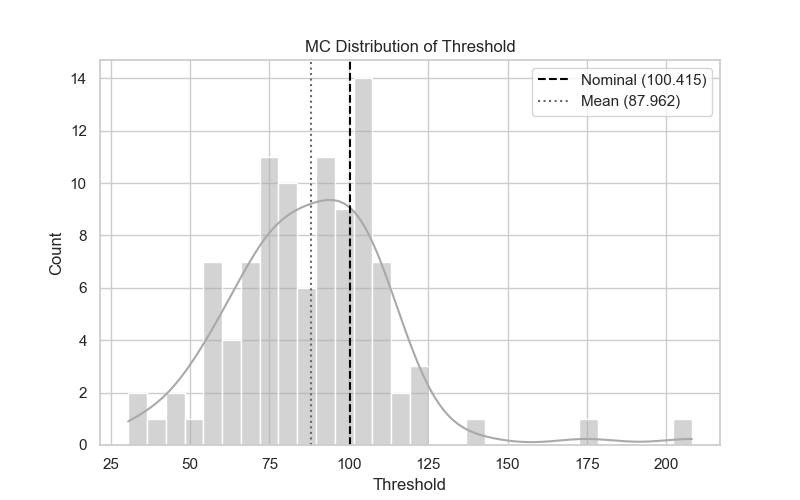 MC Distribution of Threshold
Nominal (100.415)
Mean (87.962)
14
12
10
8
6
4
2
0
Count
25 50 75 100 125 150 175 200
Threshold